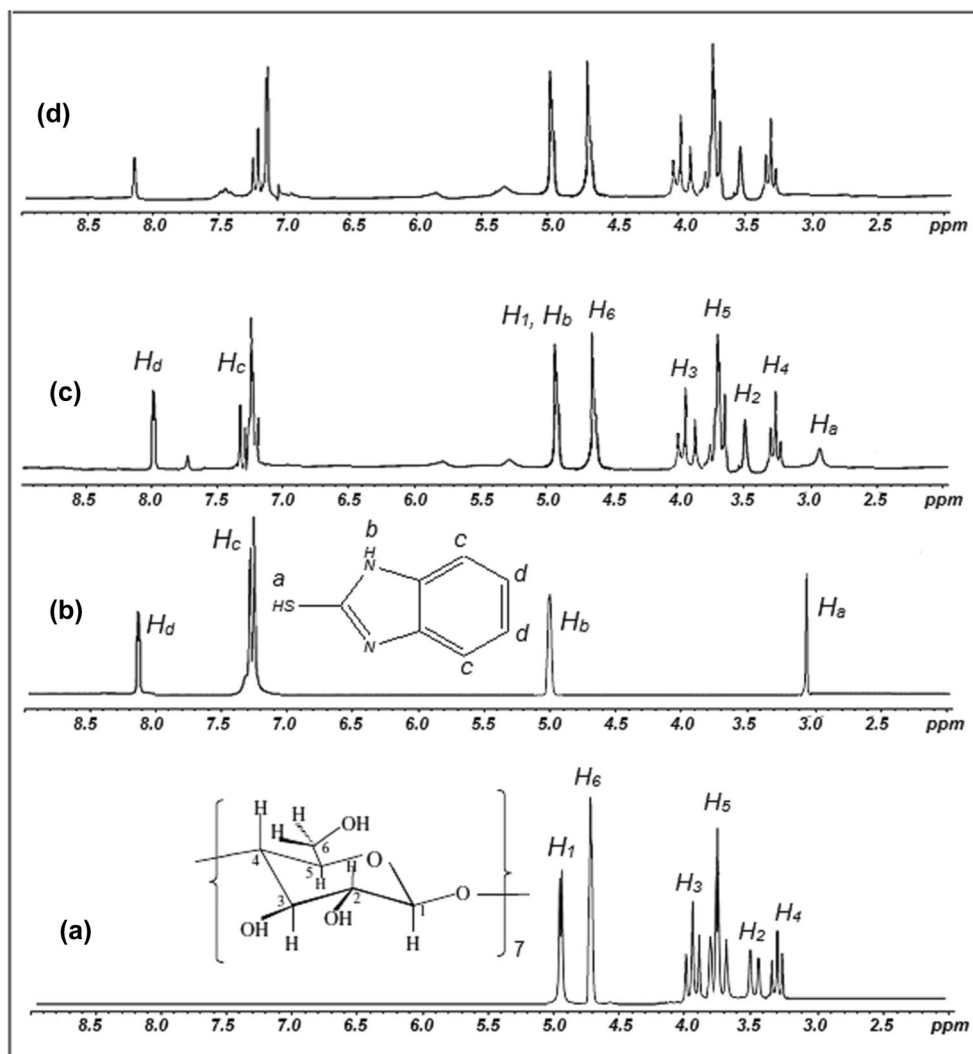 (d)
8.5 8.0 7.5 7.0 6.5 6.0 5.5 5.0 4.5 4.0 3.5 3.0 2.5 ppm
Hd Hc H1, Hb H6 H3 H5 H2 H4 Ha
(c)
8.5 8.0 7.5 7.0 6.5 6.0 5.5 5.0 4.5 4.0 3.5 3.0 2.5 ppm
Hd Hc Hb Ha
b
H
N
c
a
d
HS
d
N
c
(b)
8.5 8.0 7.5 7.0 6.5 6.0 5.5 5.0 4.5 4.0 3.5 3.0 2.5 ppm
H1 H6 H3 H5 H2 H4
H H OH
H 6
4 O
5 H
H 2 O
3 1
OH OH
H H
7
(a)
8.5 8.0 7.5 7.0 6.5 6.0 5.5 5.0 4.5 4.0 3.5 3.0 2.5 ppm